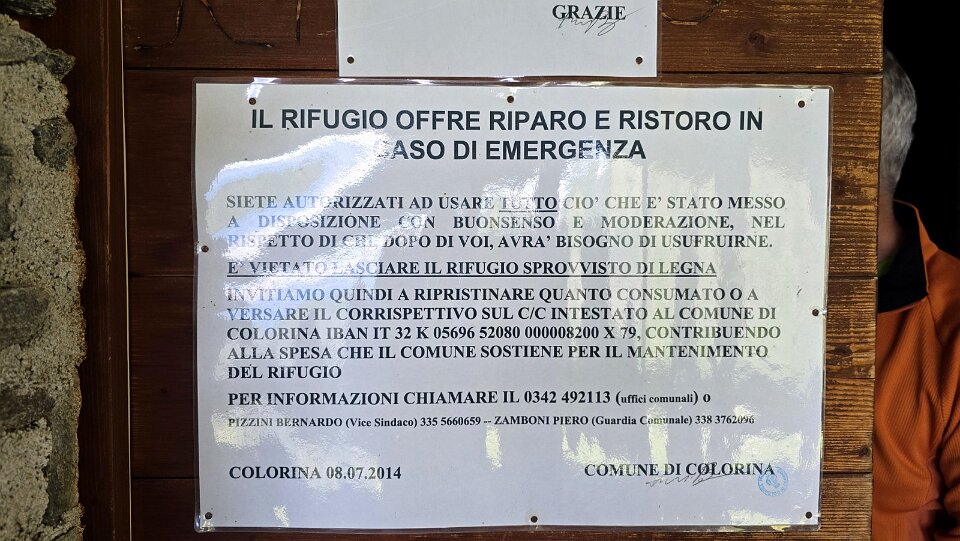 GRAZIE
IL RIFUGIO OFFRE RIPARO E RISTORO IN
CASO DI EMERGENZA
SIETE AUTORIZZATI AD USARE TUTTO CIO' CHE E' STATO MESSO
A DISPOSIZIONE CON BUONSENSO E MODERAZIONE, NEL
RISPETTO DI CHI, DOPO DI VOI, AVRA' BISOGNO DI USUFRUIRNE.
E' VIETATO LASCIARE IL RIFUGIO SPROVVISTO DI LEGNA
INVITIAMO QUINDI A RIPRISTINARE QUANTO CONSUMATO O A
VERSARE IL CORRISPETTIVO SUL C/C INTESTATO AL COMUNE DI
COLORINA IBAN IT 32 K 05696 52080 000008200 X 79, CONTRIBUENDO
ALLA SPESA CHE IL COMUNE SOSTIENE PER IL MANTENIMENTO
DEL RIFUGIO
PER INFORMAZIONI CHIAMARE IL 0342 492113 (uffici comunali) o
PIZZINI BERNARDO (Vice Sindaco) 335 5660659 -- ZAMBONI PIERO (Guardia Comunale) 338 3762096
COLORINA 08.07.2014 COMUNE DI COLORINA